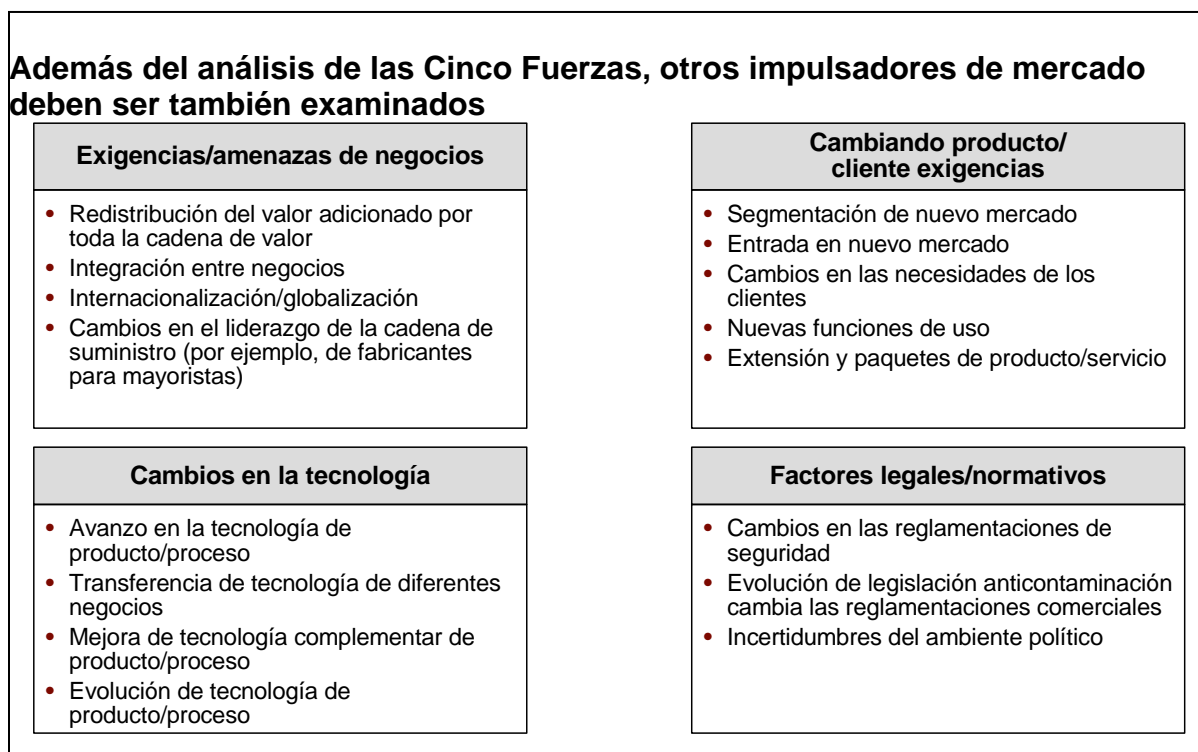 Además del análisis de las Cinco Fuerzas, otros impulsadores de mercado
deben ser también examinados
Exigencias/amenazas de negocios
• Redistribución del valor adicionado por
toda la cadena de valor
• Integración entre negocios
• Internacionalización/globalización
• Cambios en el liderazgo de la cadena de
suministro (por ejemplo, de fabricantes
para mayoristas)
Cambiando producto/
cliente exigencias
• Segmentación de nuevo mercado
• Entrada en nuevo mercado
• Cambios en las necesidades de los
clientes
• Nuevas funciones de uso
• Extensión y paquetes de producto/servicio
Cambios en la tecnología
• Avanzo en la tecnología de
producto/proceso
• Transferencia de tecnología de diferentes
negocios
• Mejora de tecnología complementar de
producto/proceso
• Evolución de tecnología de
producto/proceso
Factores legales/normativos
• Cambios en las reglamentaciones de
seguridad
• Evolución de legislación anticontaminación
cambia las reglamentaciones comerciales
• Incertidumbres del ambiente político